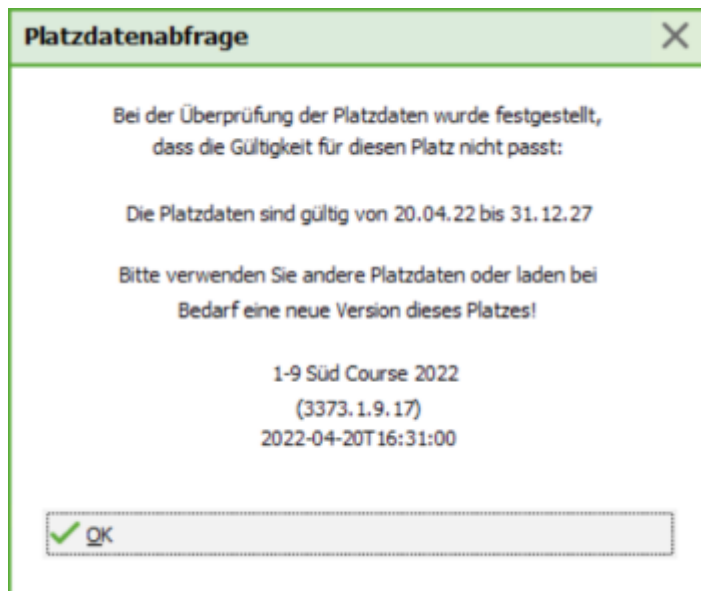 Platzdatenabfrage
Bei der Überprüfung der Platzdaten wurde festgestellt,
dass die Gültigkeit für diesen Platz nicht passt:
Die Platzdaten sind gültig von 20.04.22 bis 31.12.27
Bitte verwenden Sie andere Platzdaten oder laden bei
Bedarf eine neue Version dieses Platzes!
1-9 Süd Course 2022
(3373.1.9.17)
2022-04-20T16:31:00
OK